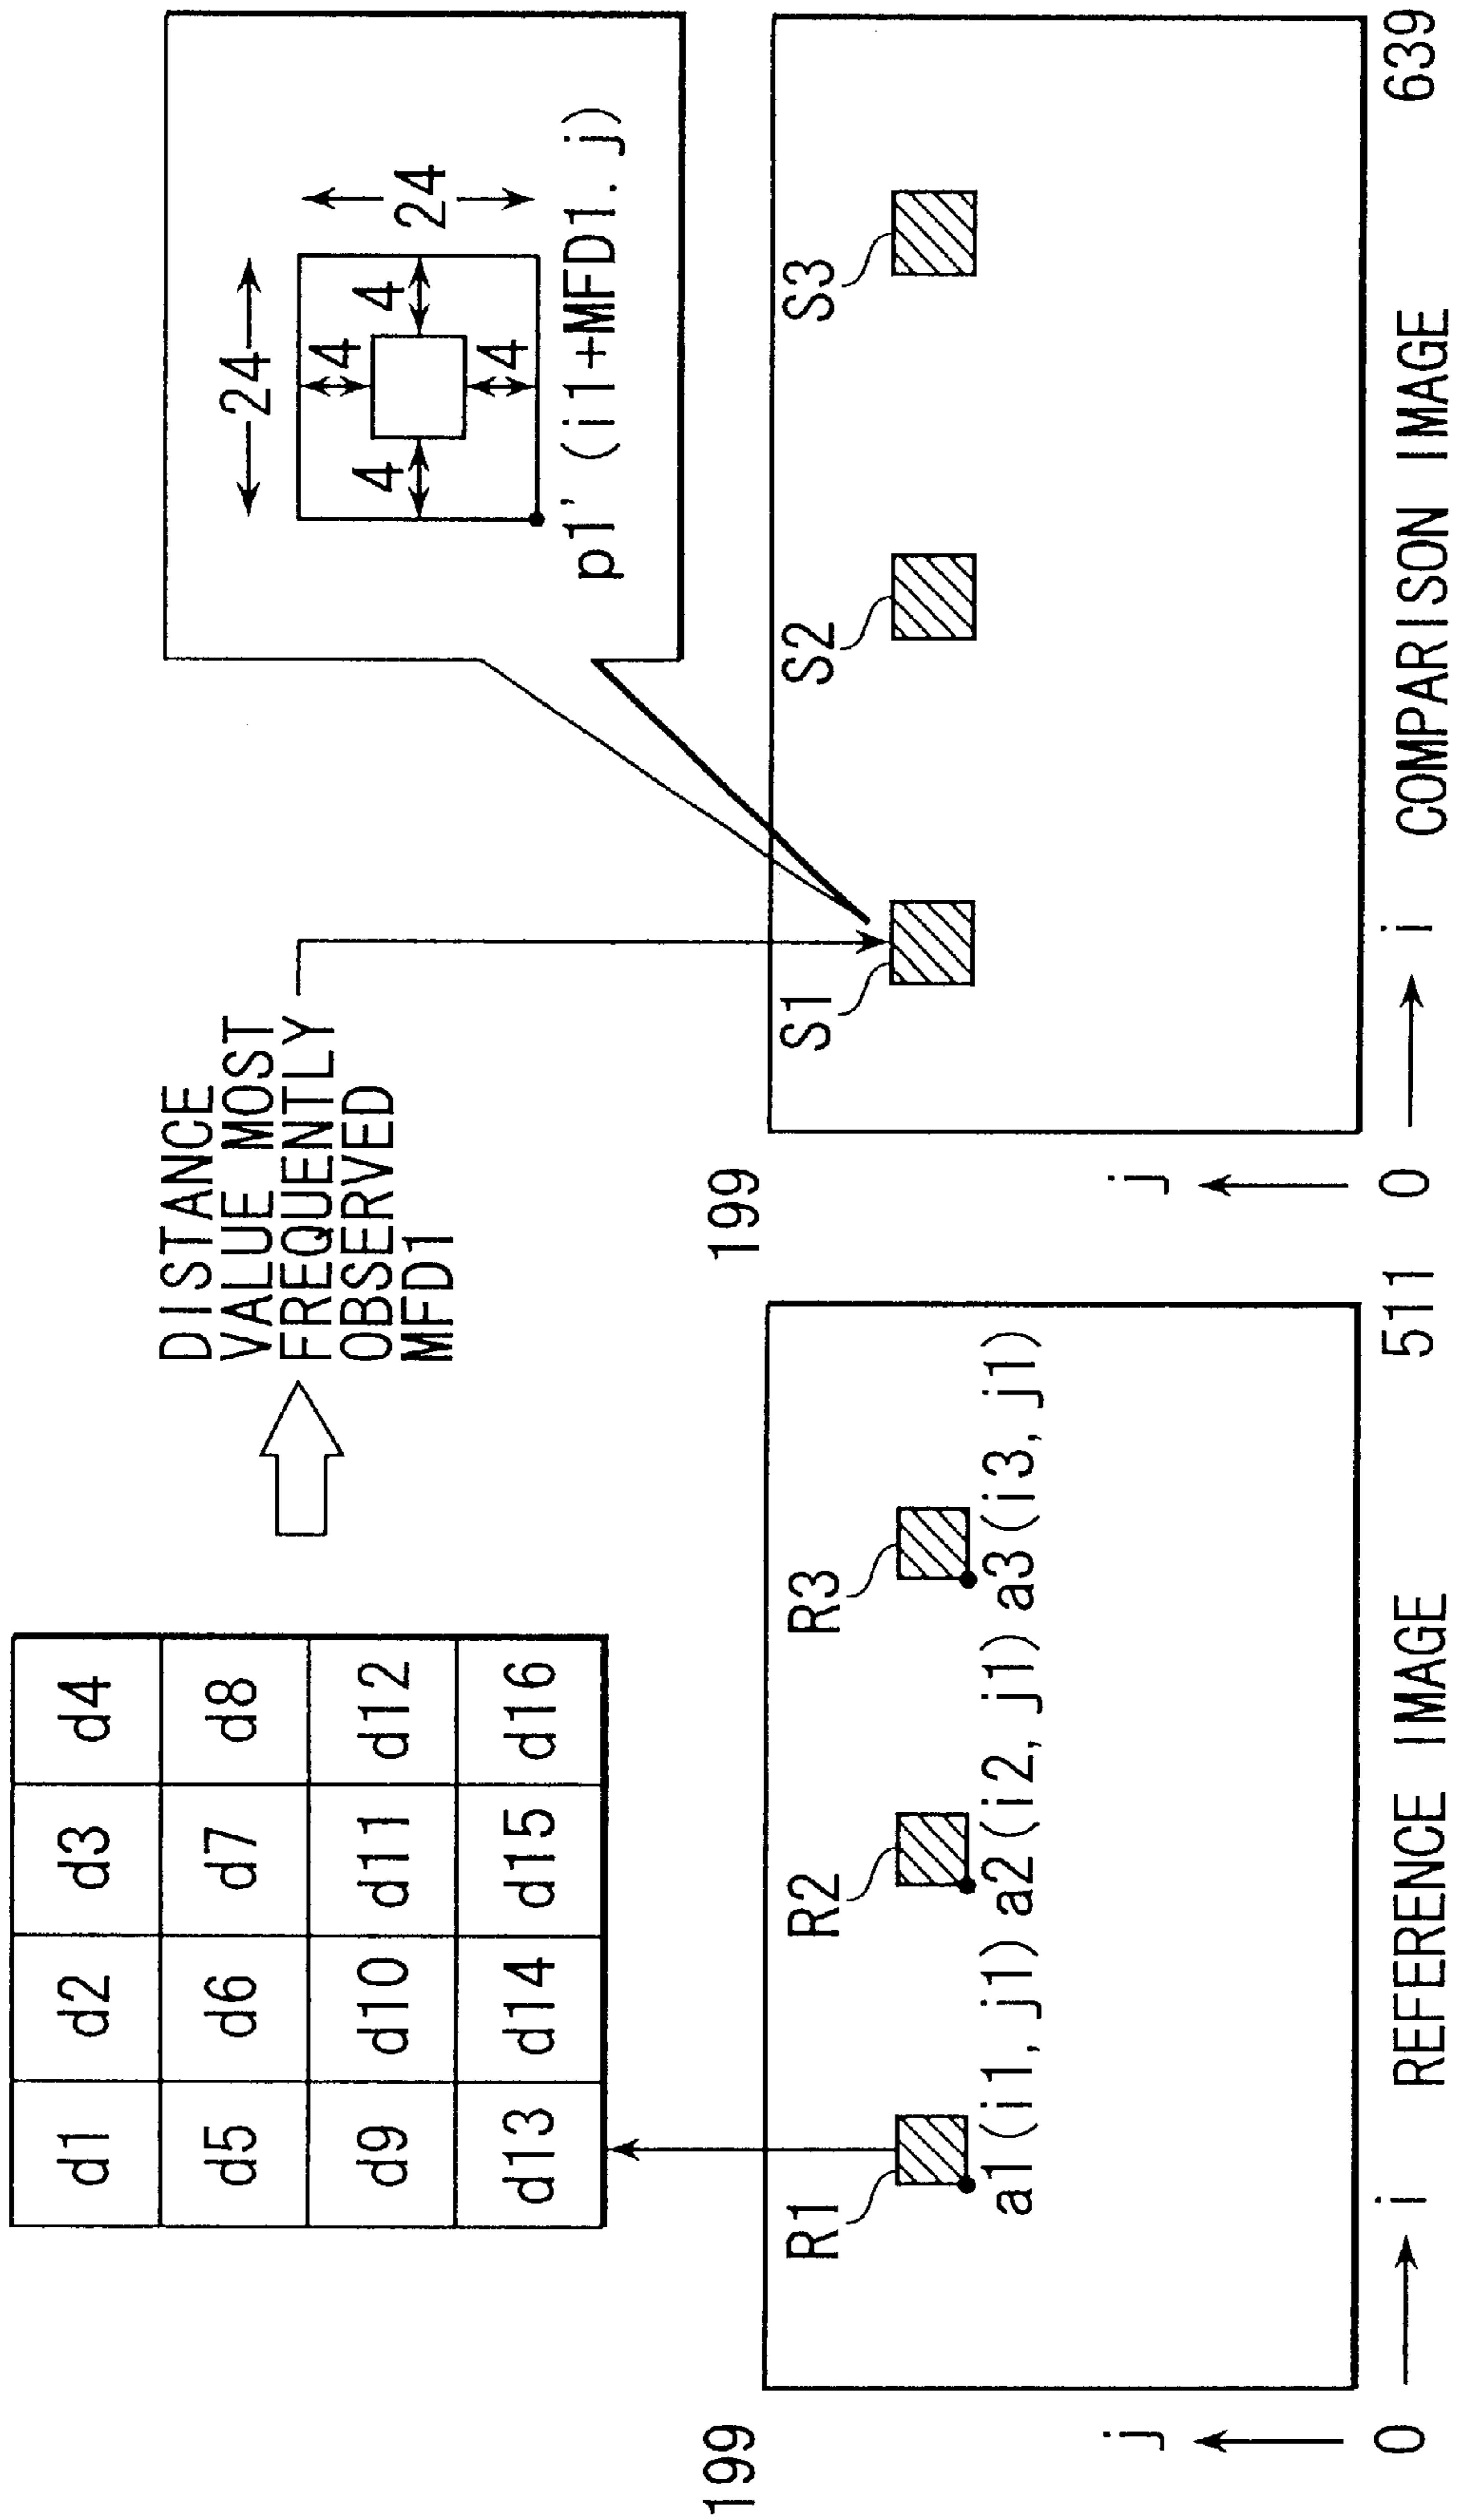 d1 d2 d3 d4
d5 d6 d7 d8
d9 d10 d11 d12
d13 d14 d15 d16
DISTANCE
VALUE MOST
FREQUENTLY
OBSERVED
MFD1
24
24
4
4
4
4
p1' (i1+MFD1. j)
199
j
0
i
R1
R2
R3
a1(i1, j1) a2(i2, j1) a3(i3, j1)
REFERENCE IMAGE
511
199
j
0
i
S1
S2
S3
COMPARISON IMAGE
639